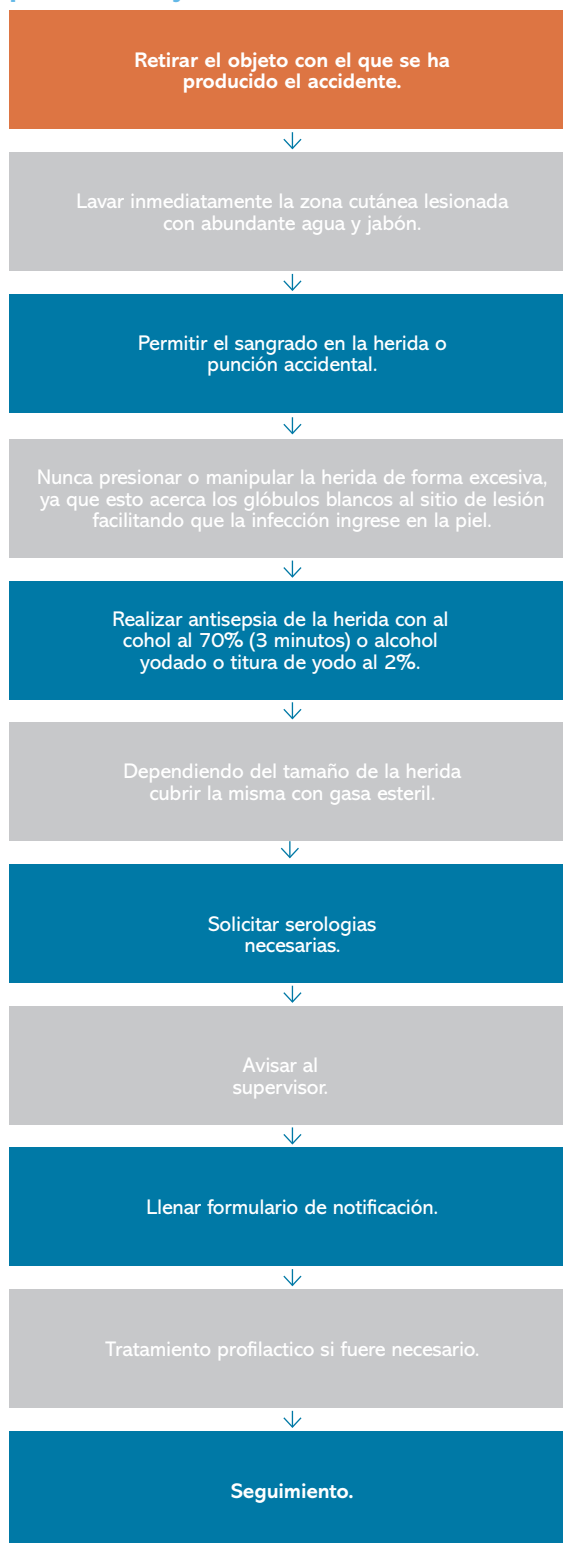 Retirar el objeto con el que se ha
producido el accidente.
Lavar inmediatamente la zona cutánea lesionada
con abundante agua y jabón.
Permitir el sangrado en la herida o
punción accidental.
Nunca presionar o manipular la herida de forma excesiva,
ya que esto acerca los glóbulos blancos al sitio de lesión
facilitando que la infección ingrese en la piel.
Realizar antisepsia de la herida con al
cohol al 70% (3 minutos) o alcohol
yodado o titura de yodo al 2%.
Dependiendo del tamaño de la herida
cubrir la misma con gasa esteril.
Solicitar serologias
necesarias.
Avisar al
supervisor.
Llenar formulario de notificación.
Tratamiento profilactico si fuere necesario.
Seguimiento.